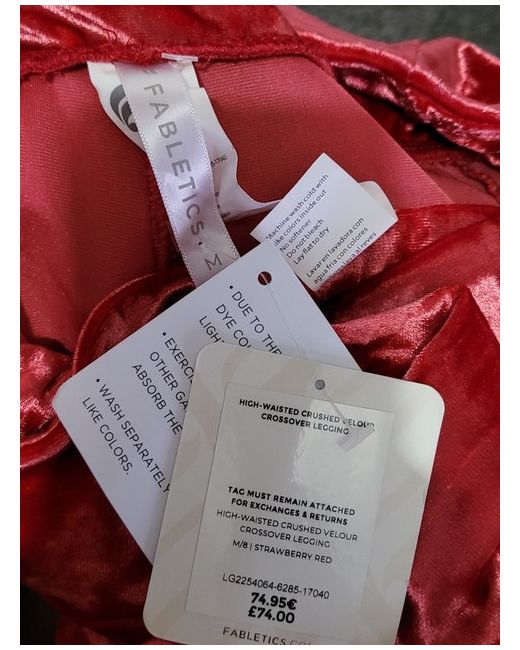 FABLETICS. M
Machine wash cold with
like colors inside out
No softener
Do not bleach
Lay flat to dry
Lavar en lavadora con
agua fría con colores
• DUE TO THE
DYE
LIGH
• EXERC
OTHER
ABSORB THE
• WASH SEPARATELY
LIKE COLORS.
HIGH-WAISTED CRUSHED VELOUR
CROSSOVER LEGGING
TAG MUST REMAIN ATTACHED
FOR EXCHANGES & RETURNS
HIGH-WAISTED CRUSHED VELOUR
CROSSOVER LEGGING
M/8 | STRAWBERRY RED
LG2254064-6285-17040
74.95€
£74.00
FABLETICS.CO